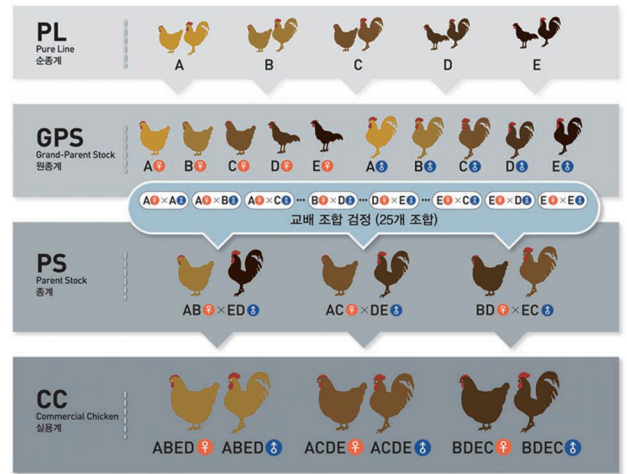 PL
Pure Line
순종계
A B C D E
GPS
Grand-Parent Stock
원종계
A♀ B♀ C♀ D♀ E♀ A♂ B♂ C♂ D♂ E♂
A♀×A♂ A♀×B♂ A♀×C♂ ··· B♀×D♂ ··· D♀×E♂ ··· E♀×C♂ E♀×D♂ E♀×E♂
교배 조합 검정 (25개 조합)
PS
Parent Stock
종계
AB♀×ED♂ AC♀×DE♂ BD♀×EC♂
CC
Commercial Chicken
실용계
ABED♀ ABED♂ ACDE♀ ACDE♂ BDEC♀ BDEC♂